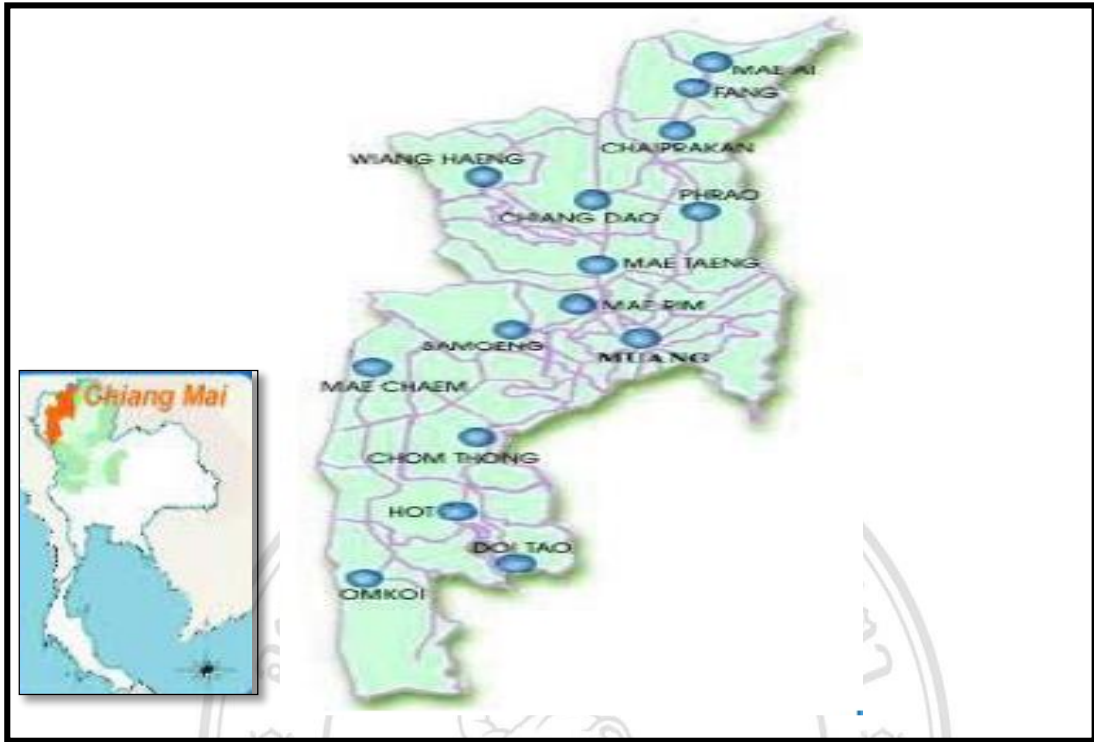 MAE AI
FANG
CHAIPRAKAN
WIANG HAENG
PHRAO
CHIANG DAO
MAE TAENG
MAE RIM
SAMOENG
MUANG
MAE CHAEM
Chiang Mai
CHOM THONG
HOT
DOI TAO
OMKOI